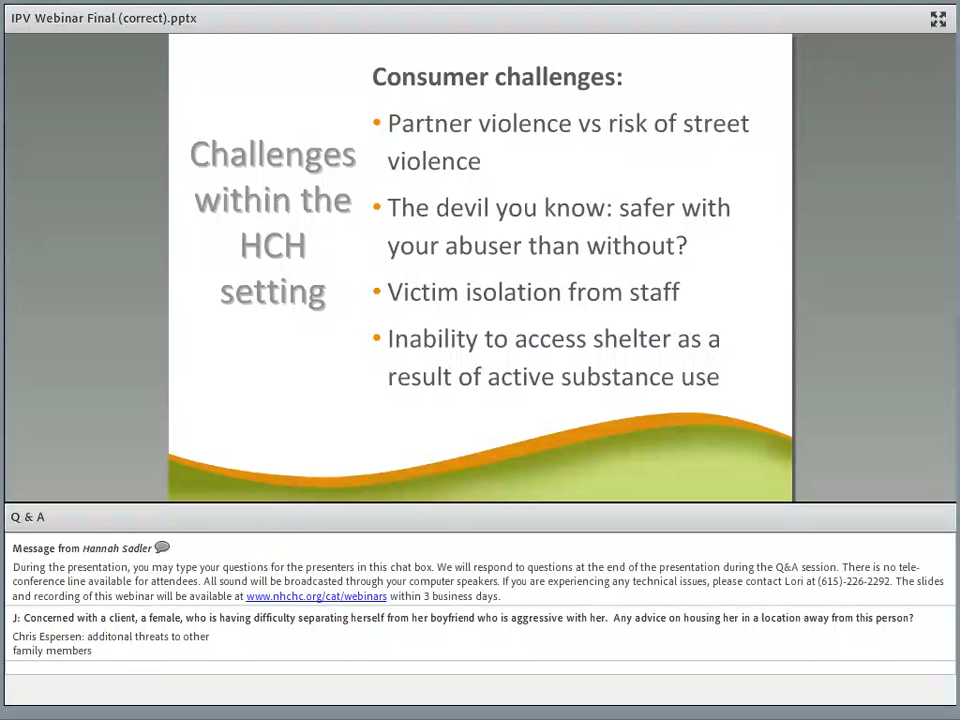 IPV Webinar Final (correct).pptx
Challenges
within the
HCH
setting
Consumer challenges:
• Partner violence vs risk of street
violence
• The devil you know: safer with
your abuser than without?
• Victim isolation from staff
• Inability to access shelter as a
result of active substance use
Q & A
Message from Hannah Sadler
During the presentation, you may type your questions for the presenters in this chat box. We will respond to questions at the end of the presentation during the Q&A session. There is no tele-
conference line available for attendees. All sound will be broadcasted through your computer speakers. If you are experiencing any technical issues, please contact Lori at (615)-226-2292. The slides
and recording of this webinar will be available at www.nhchc.org/cat/webinars within 3 business days.
J: Concerned with a client, a female, who is having difficulty separating herself from her boyfriend who is aggressive with her. Any advice on housing her in a location away from this person?
Chris Espersen: additonal threats to other
family members